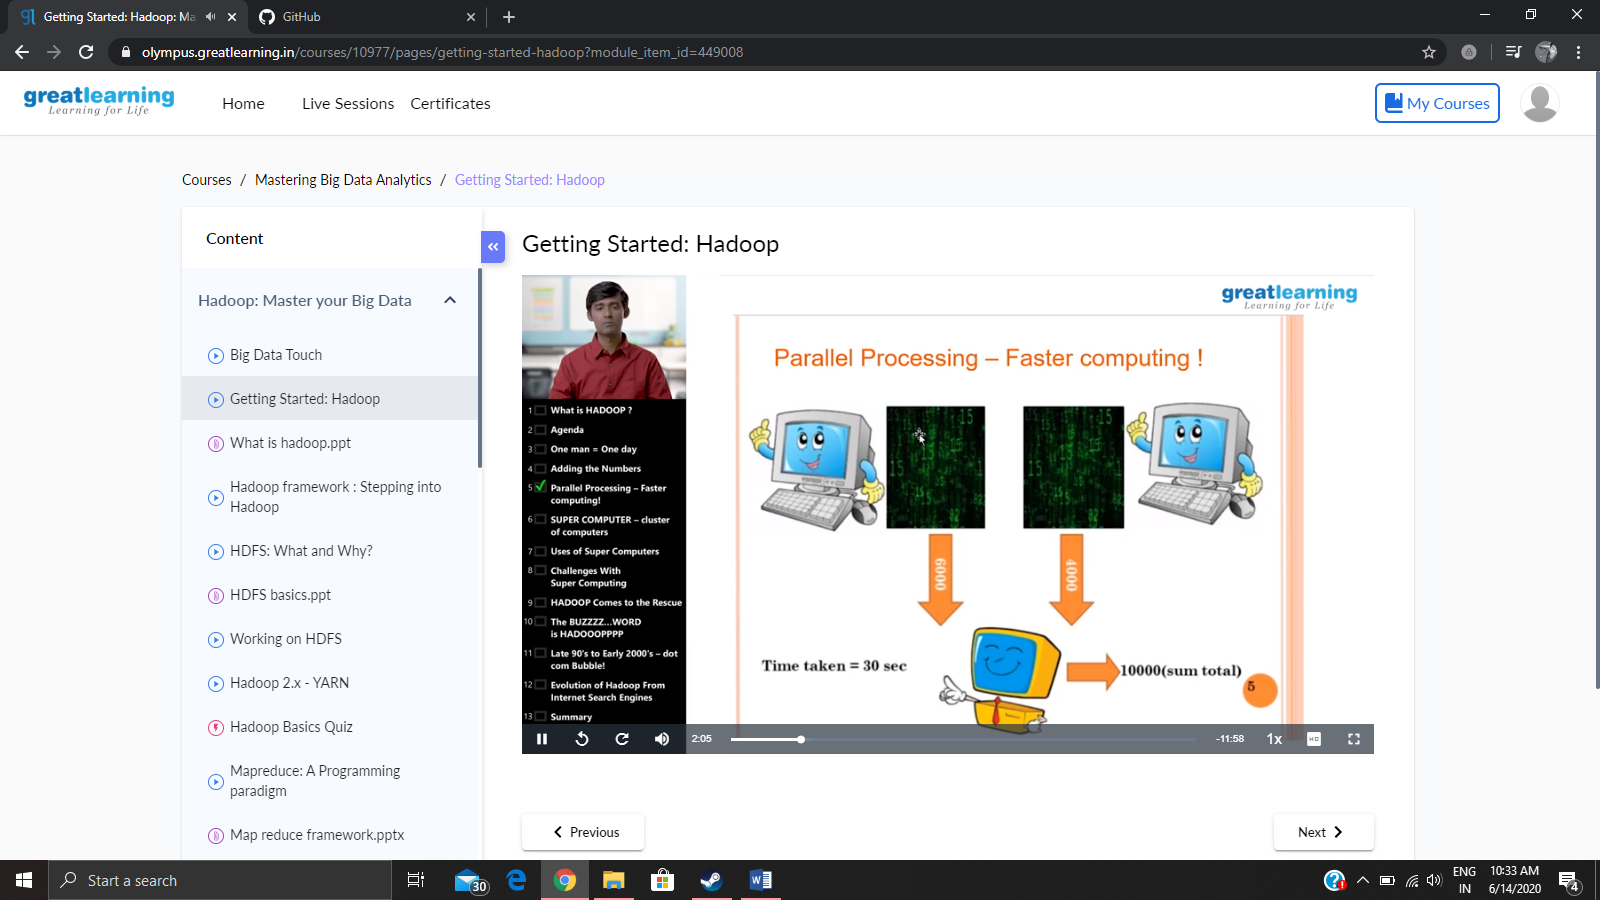 Getting Started: Hadoop: Ma
GitHub
olympus.greatlearning.in/courses/10977/pages/getting-started-hadoop?module_item_id=449008
greatlearning
Learning for Life
Home
Live Sessions
Certificates
My Courses
Courses / Mastering Big Data Analytics / Getting Started: Hadoop
Content
Hadoop: Master your Big Data
Big Data Touch
Getting Started: Hadoop
What is hadoop.ppt
Hadoop framework : Stepping into
Hadoop
HDFS: What and Why?
HDFS basics.ppt
Working on HDFS
Hadoop 2.x - YARN
Hadoop Basics Quiz
Mapreduce: A Programming
paradigm
Map reduce framework.pptx
Getting Started: Hadoop
1 What is HADOOP ?
2 Agenda
3 One man = One day
4 Adding the Numbers
5 Parallel Processing – Faster
computing!
6 SUPER COMPUTER – cluster
of computers
7 Uses of Super Computers
8 Challenges With
Super Computing
9 HADOOP Comes to the Rescue
10 The BUZZZZ...WORD
is HADOOOPPPP
11 Late 90's to Early 2000's – dot
com Bubble!
12 Evolution of Hadoop From
Internet Search Engines
13 Summary
greatlearning
Learning for Life
Parallel Processing – Faster computing !
6000
4000
Time taken = 30 sec
10000(sum total)
5
2:05
-11:58
1x
HD
Previous
Next
Start a search
30
ENG
IN
10:33 AM
6/14/2020
4